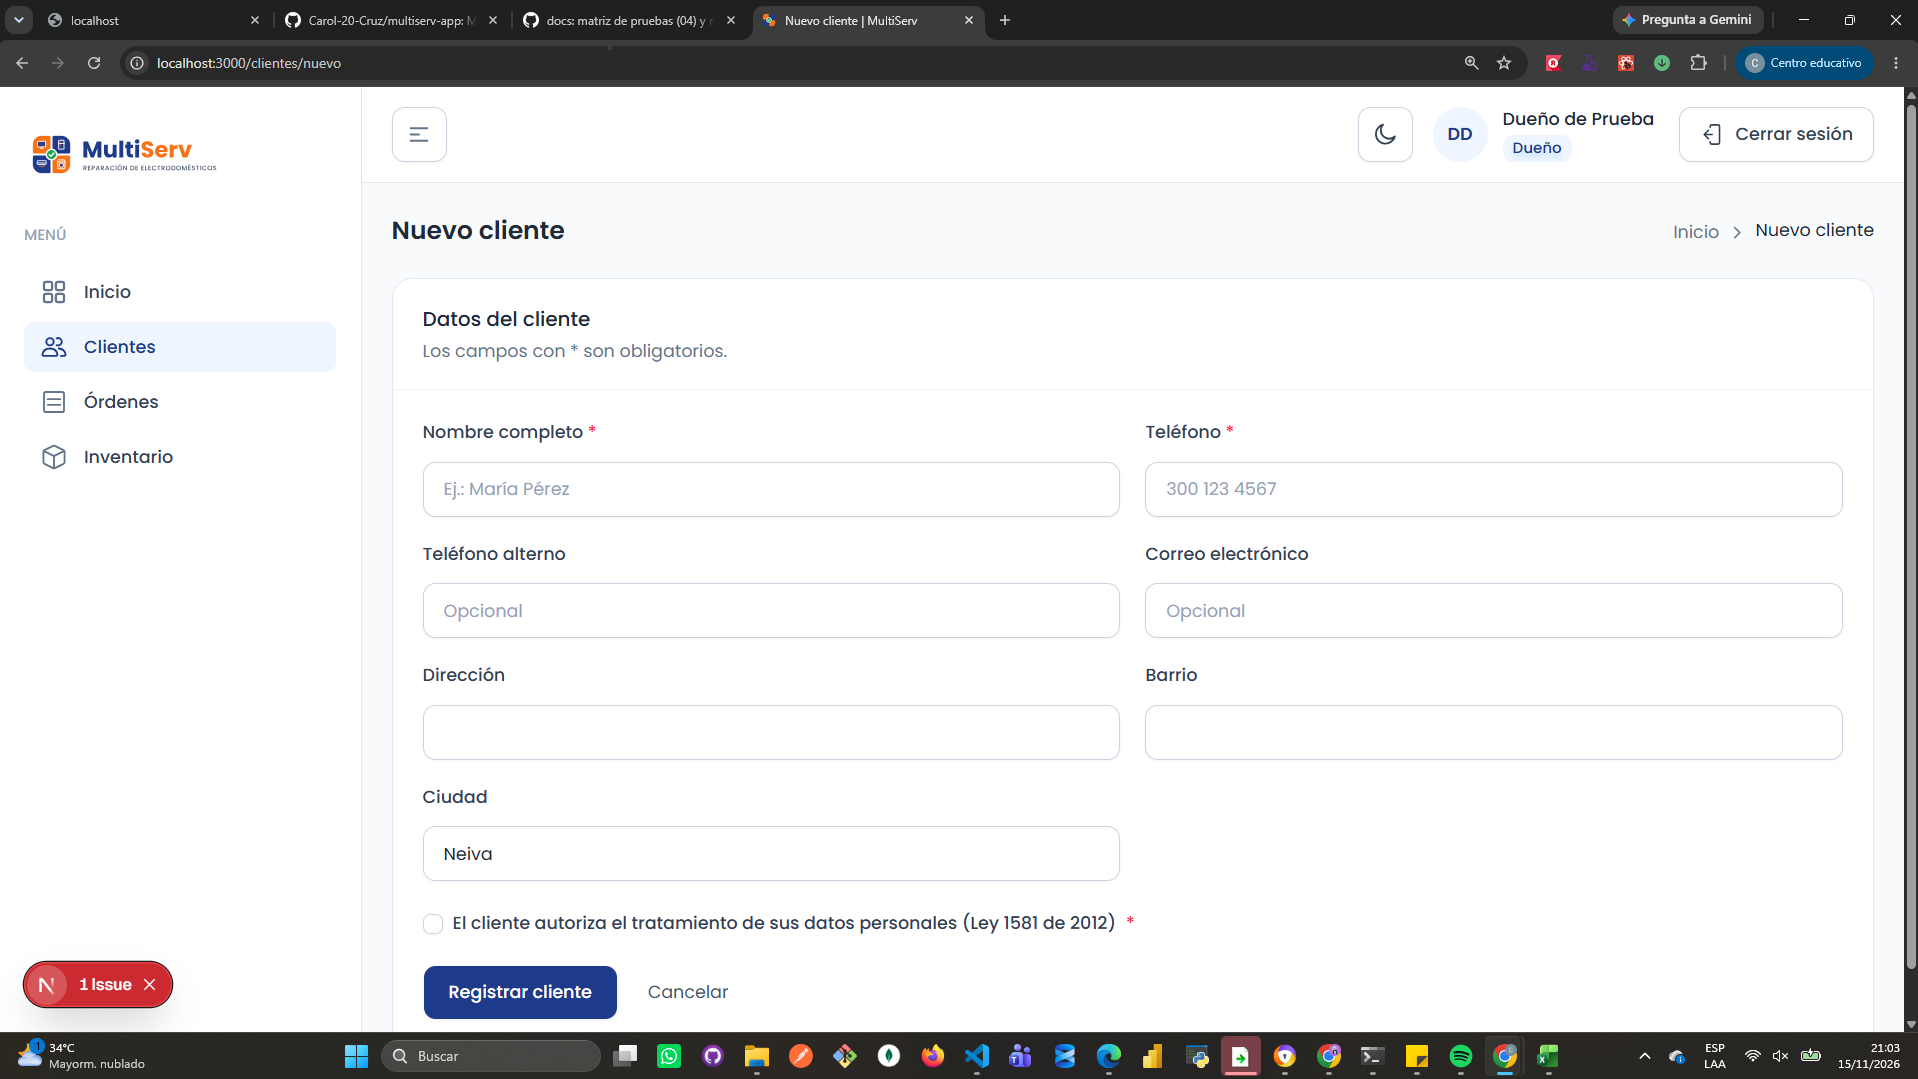 localhost
Carol-20-Cruz/multiserv-app: M
docs: matriz de pruebas (04) y
Nuevo cliente | MultiServ
Pregunta a Gemini
localhost:3000/clientes/nuevo
C
Centro educativo
MultiServ
REPARACIÓN DE ELECTRODOMÉSTICOS
DD
Dueño de Prueba
Dueño
Cerrar sesión
MENÚ
Inicio
Clientes
Órdenes
Inventario
Nuevo cliente
Inicio > Nuevo cliente
Datos del cliente
Los campos con * son obligatorios.
Nombre completo *
Teléfono *
Ej.: María Pérez
300 123 4567
Teléfono alterno
Correo electrónico
Opcional
Opcional
Dirección
Barrio
Ciudad
Neiva
El cliente autoriza el tratamiento de sus datos personales (Ley 1581 de 2012) *
Registrar cliente
Cancelar
N 1 Issue
1
34°C
Mayorm. nublado
Buscar
ESP
LAA
21:03
15/11/2026